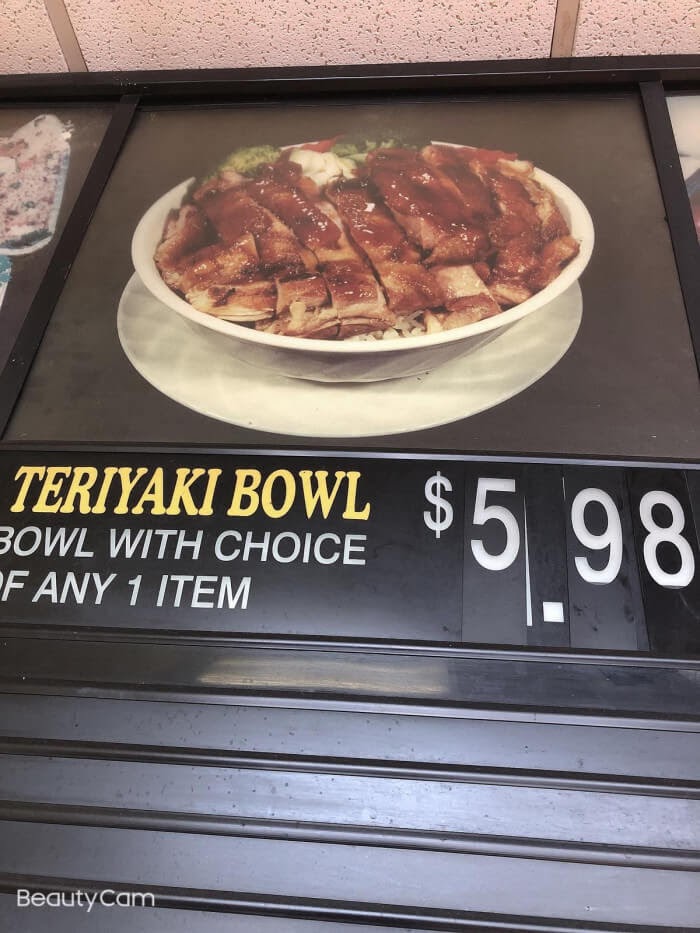 TERIYAKI BOWL
$5.98
BOWL WITH CHOICE
OF ANY 1 ITEM
BeautyCam